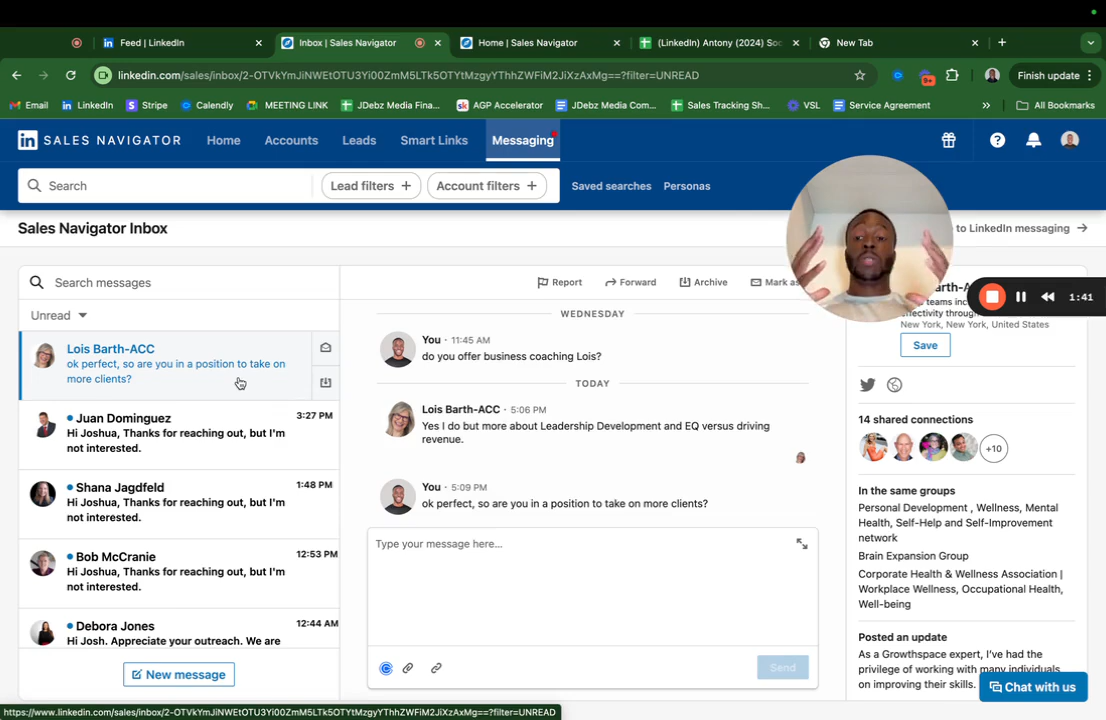 Feed | LinkedIn
Inbox | Sales Navigator
Home | Sales Navigator
(LinkedIn) Antony (2024) Soc
New Tab
linkedin.com/sales/inbox/2-OTVkYmJiNWEtOTU3Yi00ZmM5LTk5OTYtMzgyYThhZWFiM2JiXzAxMg==?filter=UNREAD
9+
Finish update
Email
LinkedIn
Stripe
Calendly
MEETING LINK
JDebz Media Fina...
AGP Accelerator
JDebz Media Com...
Sales Tracking Sh...
VSL
Service Agreement
All Bookmarks
in SALES NAVIGATOR
Home
Accounts
Leads
Smart Links
Messaging
Search
Lead filters +
Account filters +
Saved searches
Personas
Sales Navigator Inbox
to LinkedIn messaging
Search messages
Unread
Lois Barth-ACC
ok perfect, so are you in a position to take on
more clients?
Juan Dominguez
3:27 PM
Hi Joshua, Thanks for reaching out, but I'm
not interested.
Shana Jagdfeld
1:48 PM
Hi Joshua, Thanks for reaching out, but I'm
not interested.
Bob McCranie
12:53 PM
Hi Joshua, Thanks for reaching out, but I'm
not interested.
Debora Jones
12:44 AM
Hi Josh. Appreciate your outreach. We are
New message
Report
Forward
Archive
Mark as
WEDNESDAY
You · 11:45 AM
do you offer business coaching Lois?
TODAY
Lois Barth-ACC · 5:06 PM
Yes I do but more about Leadership Development and EQ versus driving
revenue.
You · 5:09 PM
ok perfect, so are you in a position to take on more clients?
Type your message here...
Send
1:41
teams inc
effectivity through
New York, New York, United States
Save
14 shared connections
+10
In the same groups
Personal Development , Wellness, Mental
Health, Self-Help and Self-Improvement
network
Brain Expansion Group
Corporate Health & Wellness Association |
Workplace Wellness, Occupational Health,
Well-being
Posted an update
As a Growthspace expert, I've had the
privilege of working with many individuals
on improving their skills.
Chat with us
https://www.linkedin.com/sales/inbox/2-OTVkYmJiNWEtOTU3Yi00ZmM5LTk5OTYtMzgyYThhZWFiM2JiXzAxMg==?filter=UNREAD